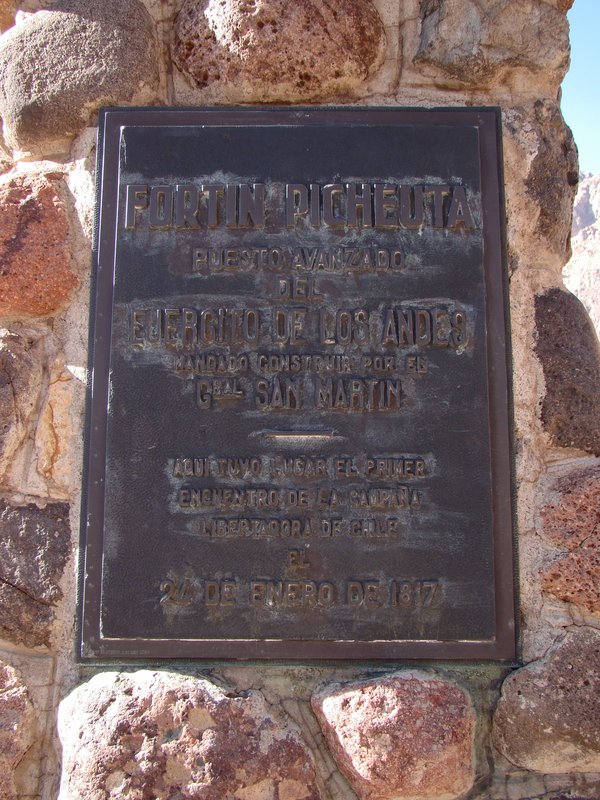 FORTIN PICHEUTA
PUESTO AVANZADO
DEL
EJERCITO DE LOS ANDES
MANDADO CONSTRUIR POR EL
GRAL SAN MARTIN
AQUI TUVO LUGAR EL PRIMER
ENCUENTRO DE LA CAMPAÑA
LIBERTADORA DE CHILE
EL
24 DE ENERO DE 1817